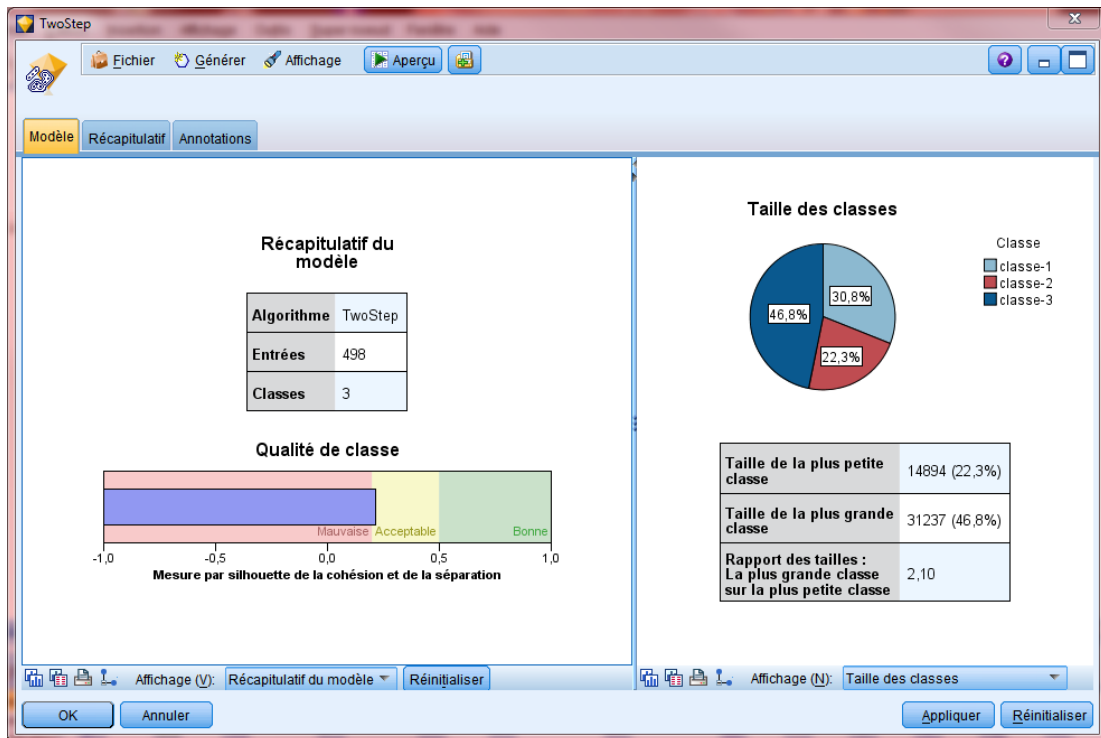 TwoStep
Fichier Générer Affichage Aperçu
Modèle Récapitulatif Annotations
Récapitulatif du
modèle
Algorithme TwoStep
Entrées 498
Classes 3
Qualité de classe
Mauvaise Acceptable Bonne
-1,0 -0,5 0,0 0,5 1,0
Mesure par silhouette de la cohésion et de la séparation
Affichage (V): Récapitulatif du modèle Réinitialiser
Taille des classes
Classe
classe-1
classe-2
classe-3
30,8%
46,8%
22,3%
Taille de la plus petite
classe
14894 (22,3%)
Taille de la plus grande
classe
31237 (46,8%)
Rapport des tailles :
La plus grande classe
sur la plus petite classe
2,10
Affichage (N): Taille des classes
OK Annuler Appliquer Réinitialiser